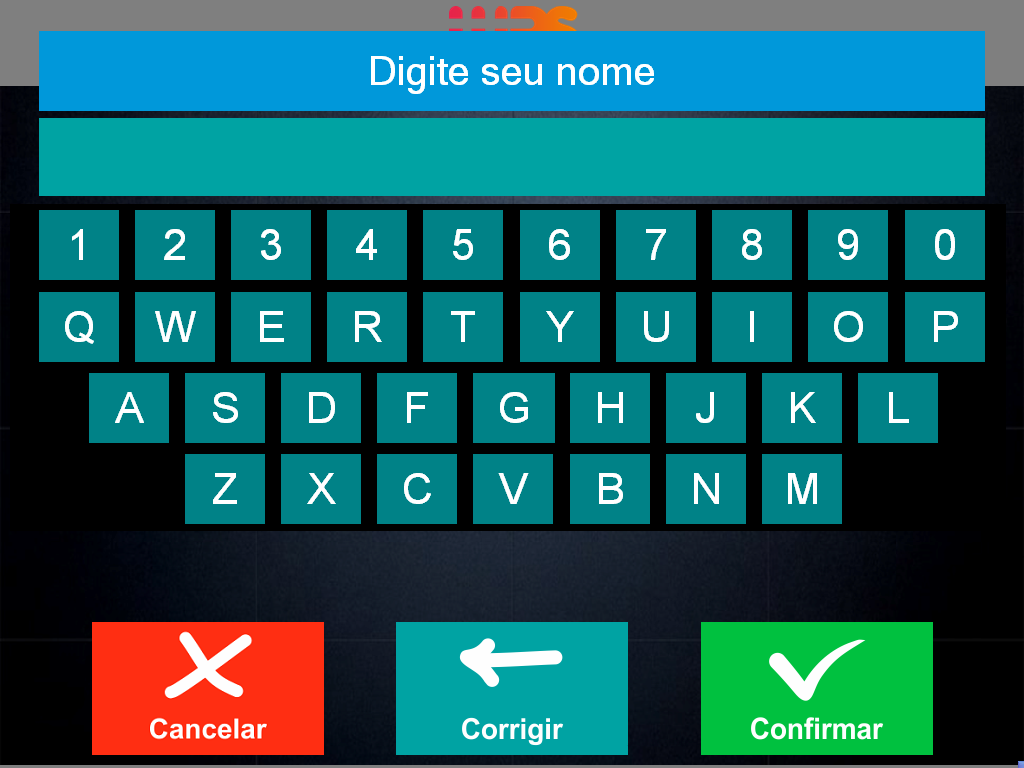 Digite seu nome
1 2 3 4 5 6 7 8 9 0
Q W E R T Y U I O P
A S D F G H J K L
Z X C V B N M
Cancelar Corrigir Confirmar